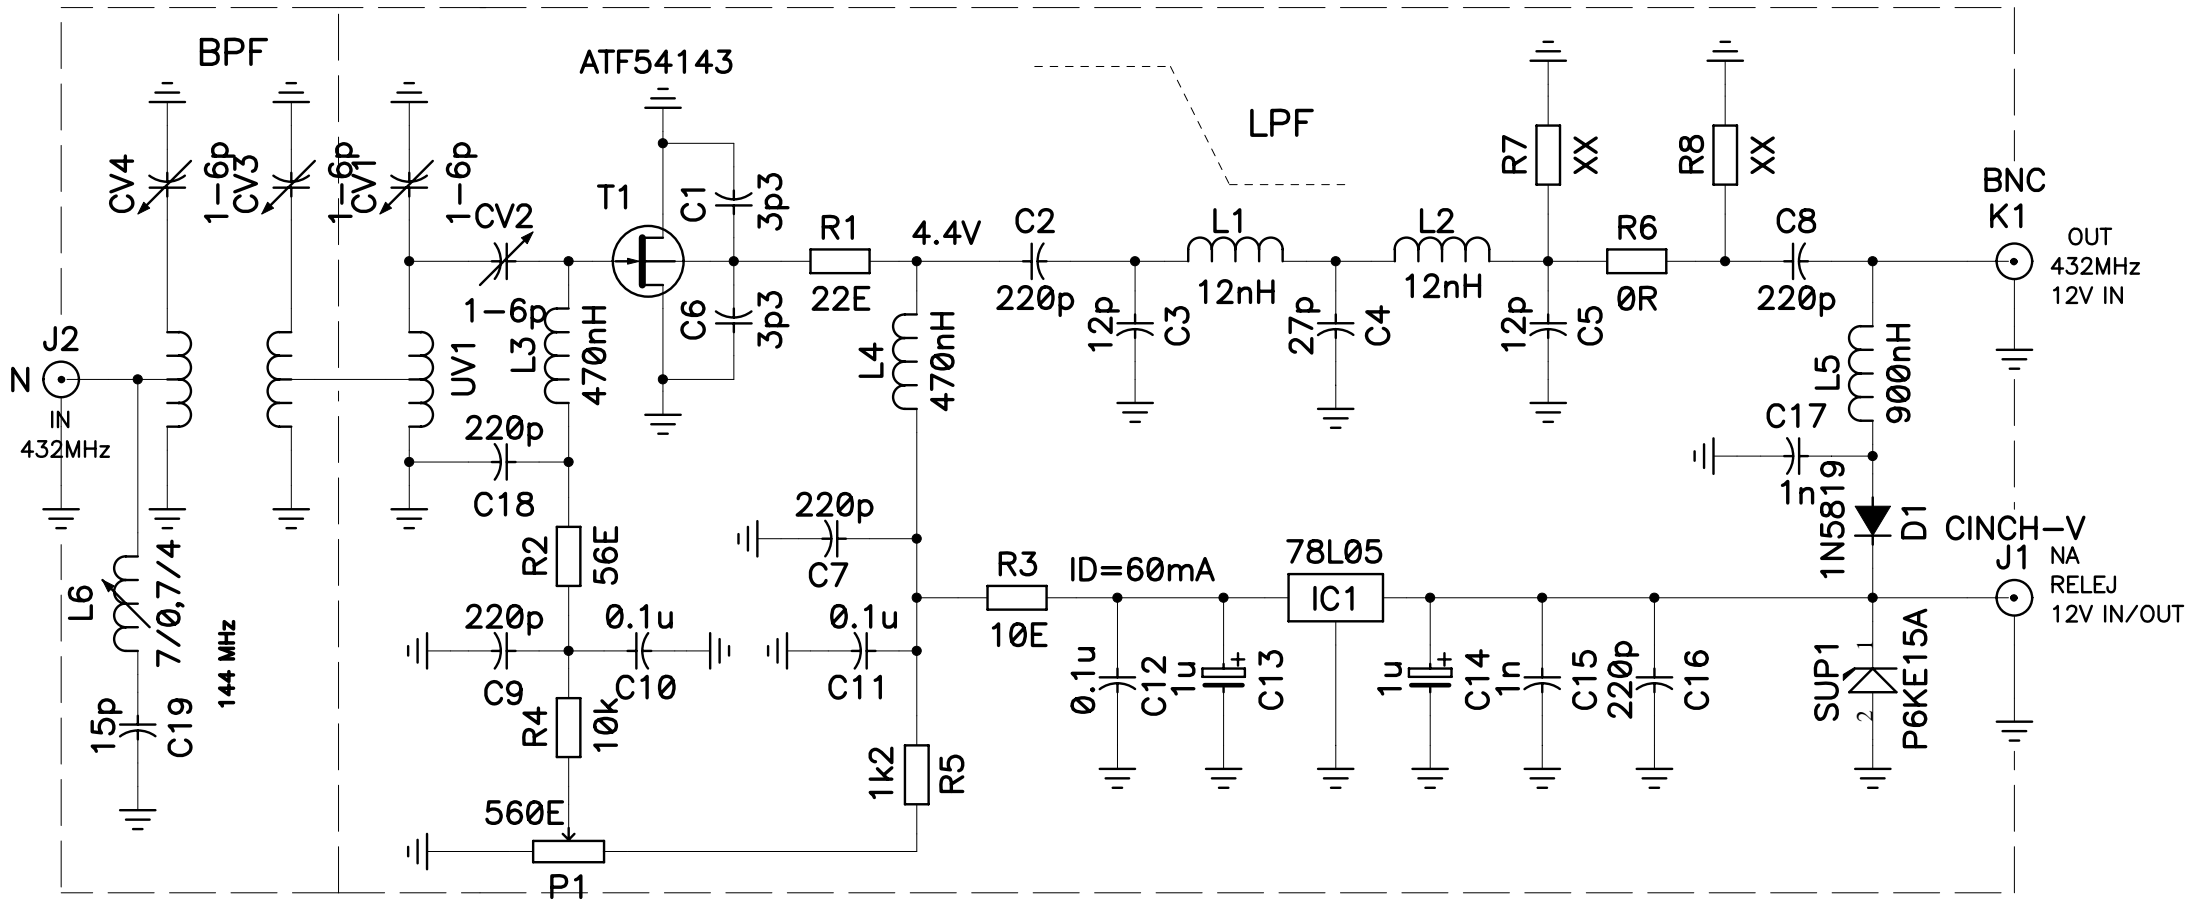 BPF
ATF54143
LPF
CV4
1-6p
CV3
1-6p
CV1
1-6p
CV2
1-6p
T1
C1
3p3
C6
3p3
R1
22E
4.4V
C2
220p
L1
12nH
L2
12nH
R7
XX
R6
0R
R8
XX
C8
220p
BNC
K1
OUT
432MHz
12V IN
12p
C3
27p
C4
12p
C5
J2
N
IN
432MHz
UV1
L3
470nH
L4
470nH
L5
900nH
220p
C18
C17
1n
1N5819
D1
CINCH-V
J1
NA
RELEJ
12V IN/OUT
R2
56E
220p
C7
R3
10E
ID=60mA
78L05
IC1
L6
7/0,7/4
144 MHz
220p
C9
0.1u
C10
0.1u
C11
0.1u
C12
1u
+
C13
1u
+
C14
1n
C15
220p
C16
SUP1
1
2
P6KE15A
15p
C19
R4
10k
1k2
R5
560E
P1